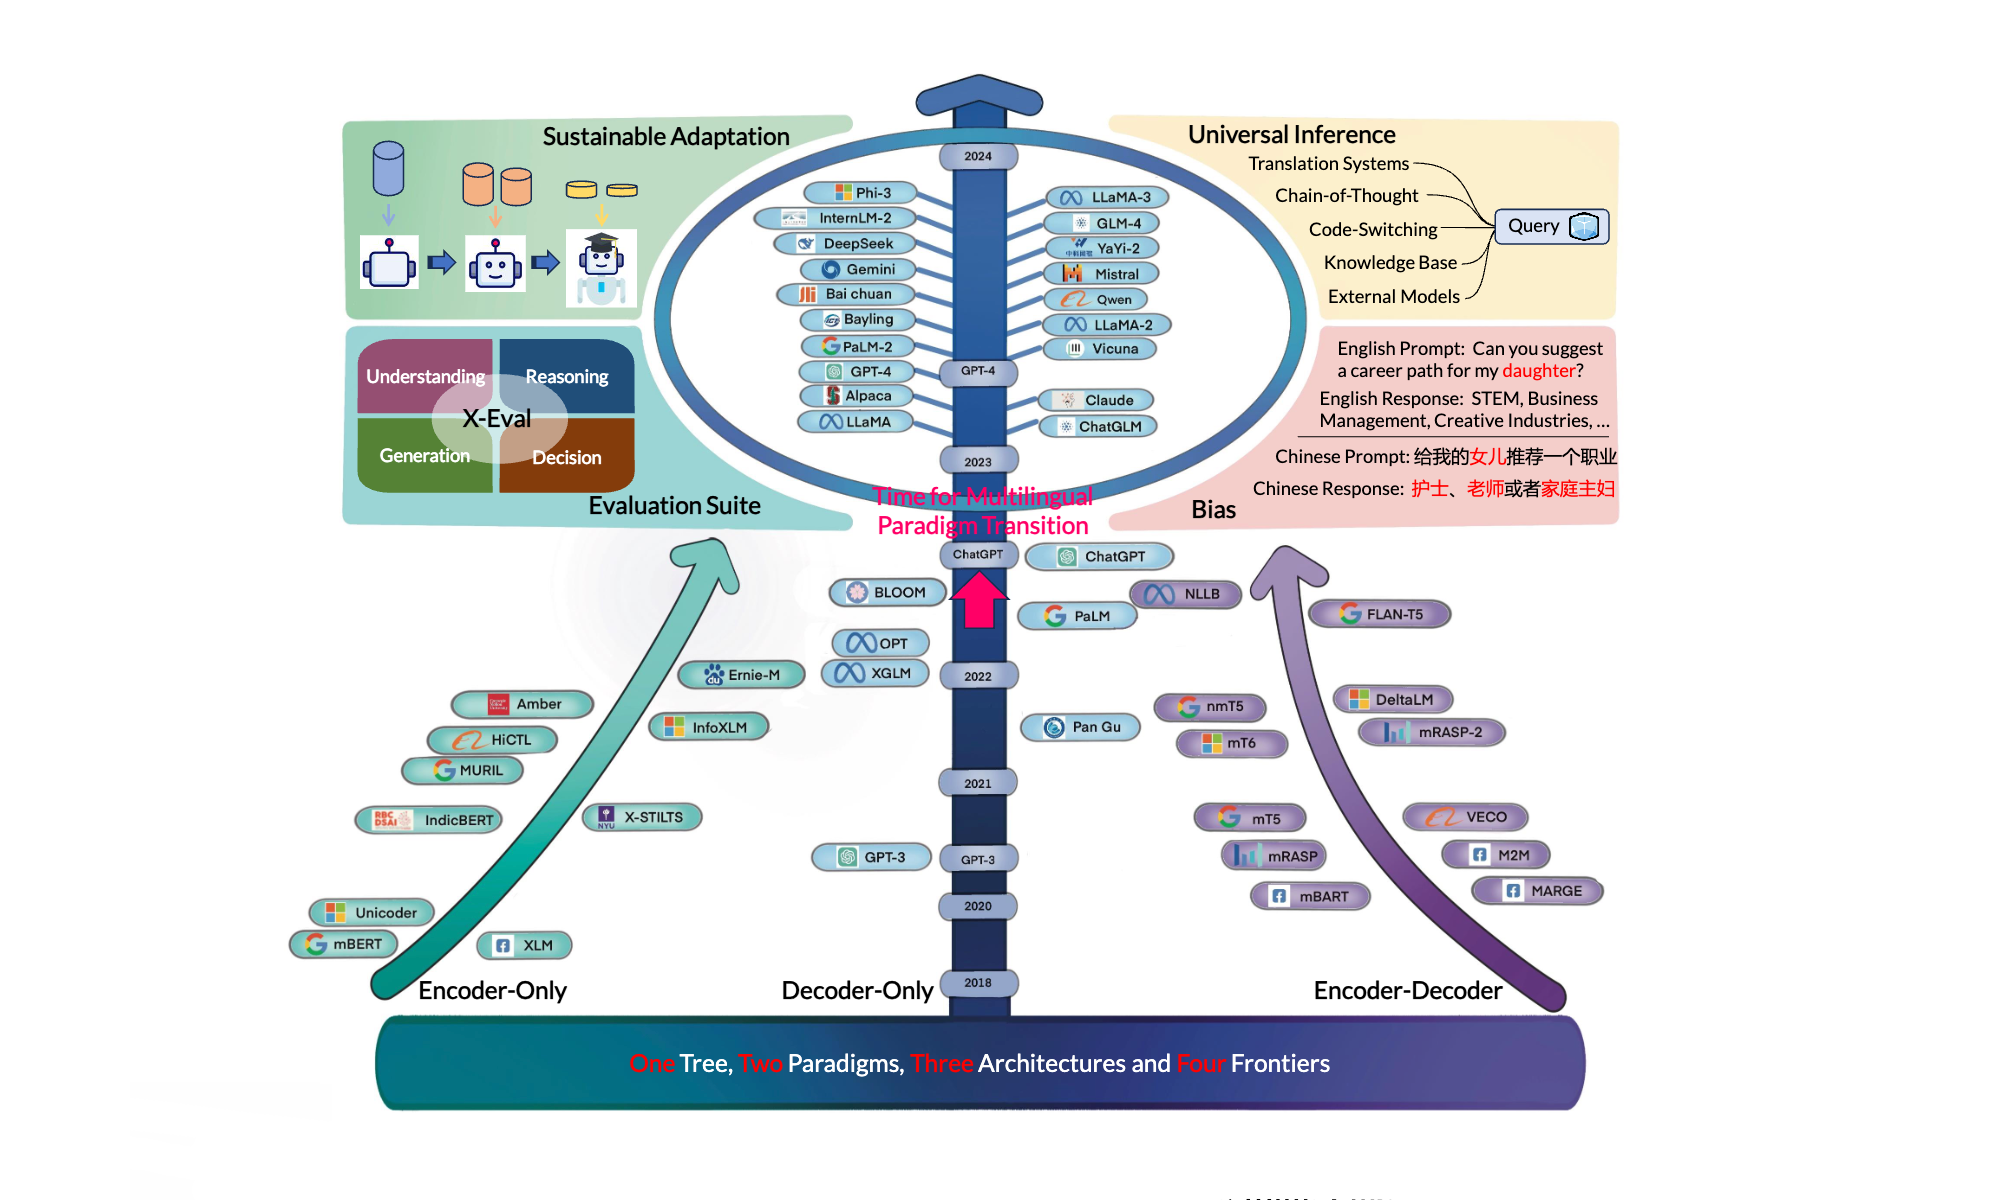 Sustainable Adaptation
Universal Inference
Translation Systems
Chain-of-Thought
Code-Switching
Knowledge Base
External Models
Query
2024
Phi-3
InternLM-2
DeepSeek
Gemini
Bai chuan
Bayling
PaLM-2
GPT-4
Alpaca
LLaMA
LLaMA-3
GLM-4
YaYi-2
Mistral
Qwen
LLaMA-2
Vicuna
GPT-4
Claude
ChatGLM
2023
Understanding
Reasoning
X-Eval
Generation
Decision
Evaluation Suite
English Prompt: Can you suggest
a career path for my daughter?
English Response: STEM, Business
Management, Creative Industries, ...
Chinese Prompt: 给我的女儿推荐一个职业
Chinese Response: 护士、老师或者家庭主妇
Bias
Time for Multilingual
Paradigm Transition
ChatGPT
ChatGPT
BLOOM
NLLB
PaLM
FLAN-T5
OPT
XGLM
Ernie-M
2022
Amber
HiCTL
MURIL
InfoXLM
Pan Gu
nmT5
mT6
DeltaLM
mRASP-2
2021
RBC
DSAI
IndicBERT
NYU
X-STILTS
mT5
mRASP
mBART
VECO
M2M
MARGE
GPT-3
GPT-3
2020
Unicoder
mBERT
XLM
2018
Encoder-Only
Decoder-Only
Encoder-Decoder
One Tree, Two Paradigms, Three Architectures and Four Frontiers